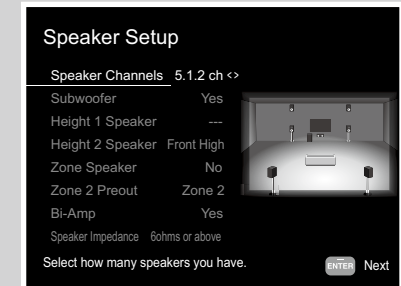 Speaker Setup
Speaker Channels 5.1.2 ch <>
Subwoofer Yes
Height 1 Speaker ---
Height 2 Speaker Front High
Zone Speaker No
Zone 2 Preout Zone 2
Bi-Amp Yes
Speaker Impedance 6ohms or above
Select how many speakers you have.
ENTER Next